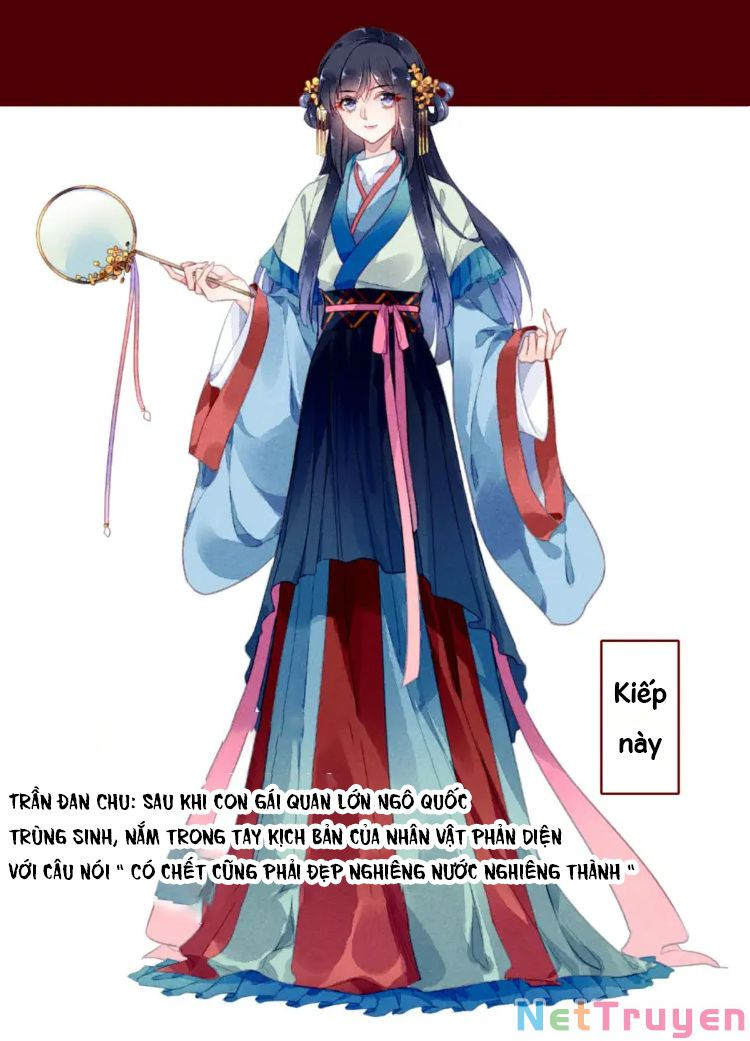 Kiếp
này
TRẦN ĐAN CHU: SAU KHI CON GÁI QUAN LỚN NGÔ QUỐC
TRÙNG SINH, NẮM TRONG TAY KỊCH BẢN CỦA NHÂN VẬT PHẢN DIỆN
VỚI CÂU NÓI " CÓ CHẾT CŨNG PHẢI ĐẸP NGHIÊNG NƯỚC NGHIÊNG THÀNH "
NetTruyen